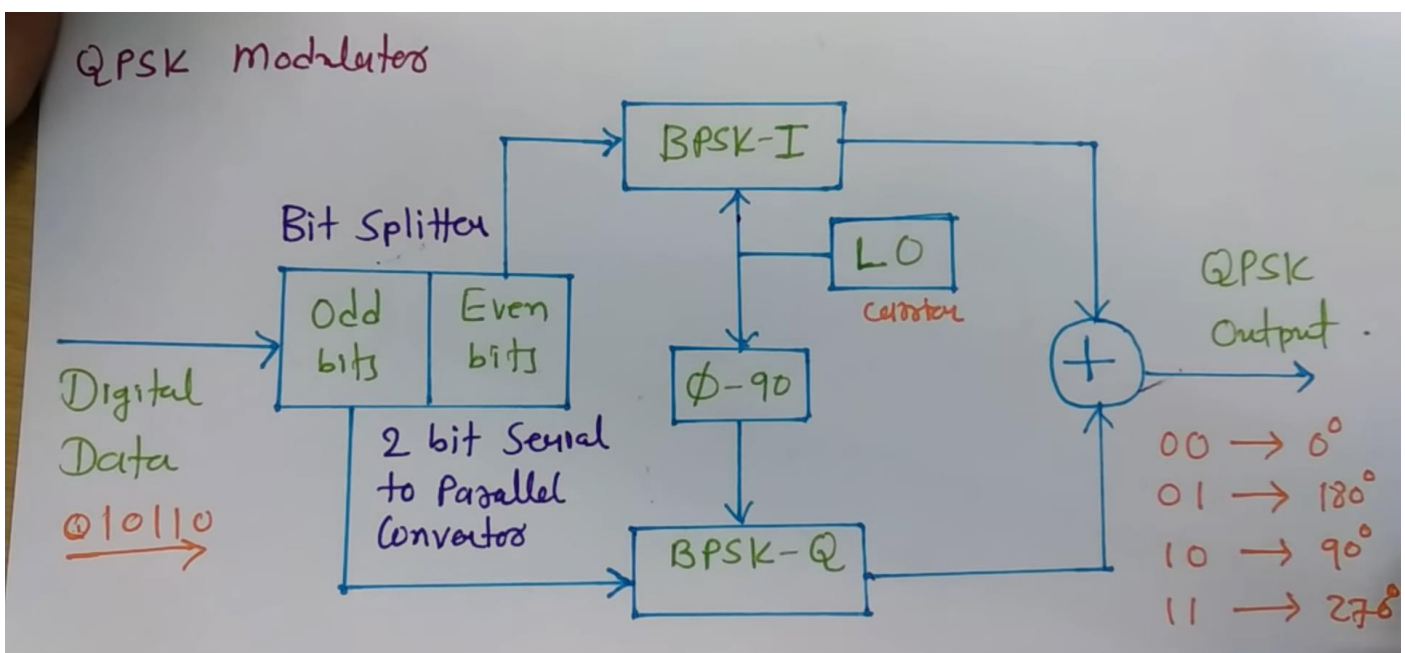 QPSK Modulator
BPSK-I
Bit Splitter
LO
Carrier
QPSK
Output.
Odd
bits
Even
bits
Digital
Data
010110
Ø-90
+
2 bit Serial
to Parallel
Convertor
BPSK-Q
00 → 0°
01 → 180°
10 → 90°
11 → 270°